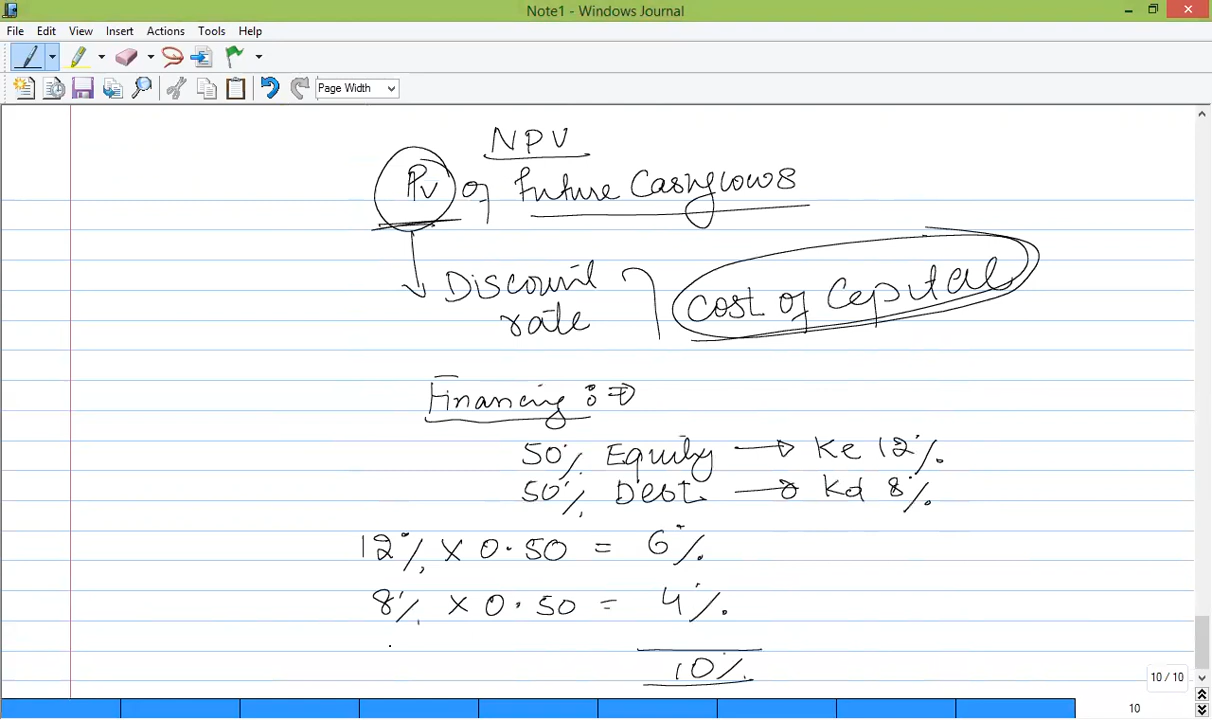 Note1 - Windows Journal
File Edit View Insert Actions Tools Help
Page Width
NPV
PV of Future Cashflows
Discount rate
Cost of Capital
Financing :⇒
50% Equity → Ke 12%.
50% Debt. → Kd 8%.
12% X 0.50 = 6%.
8% X 0.50 = 4%.
10%.
10 / 10
10